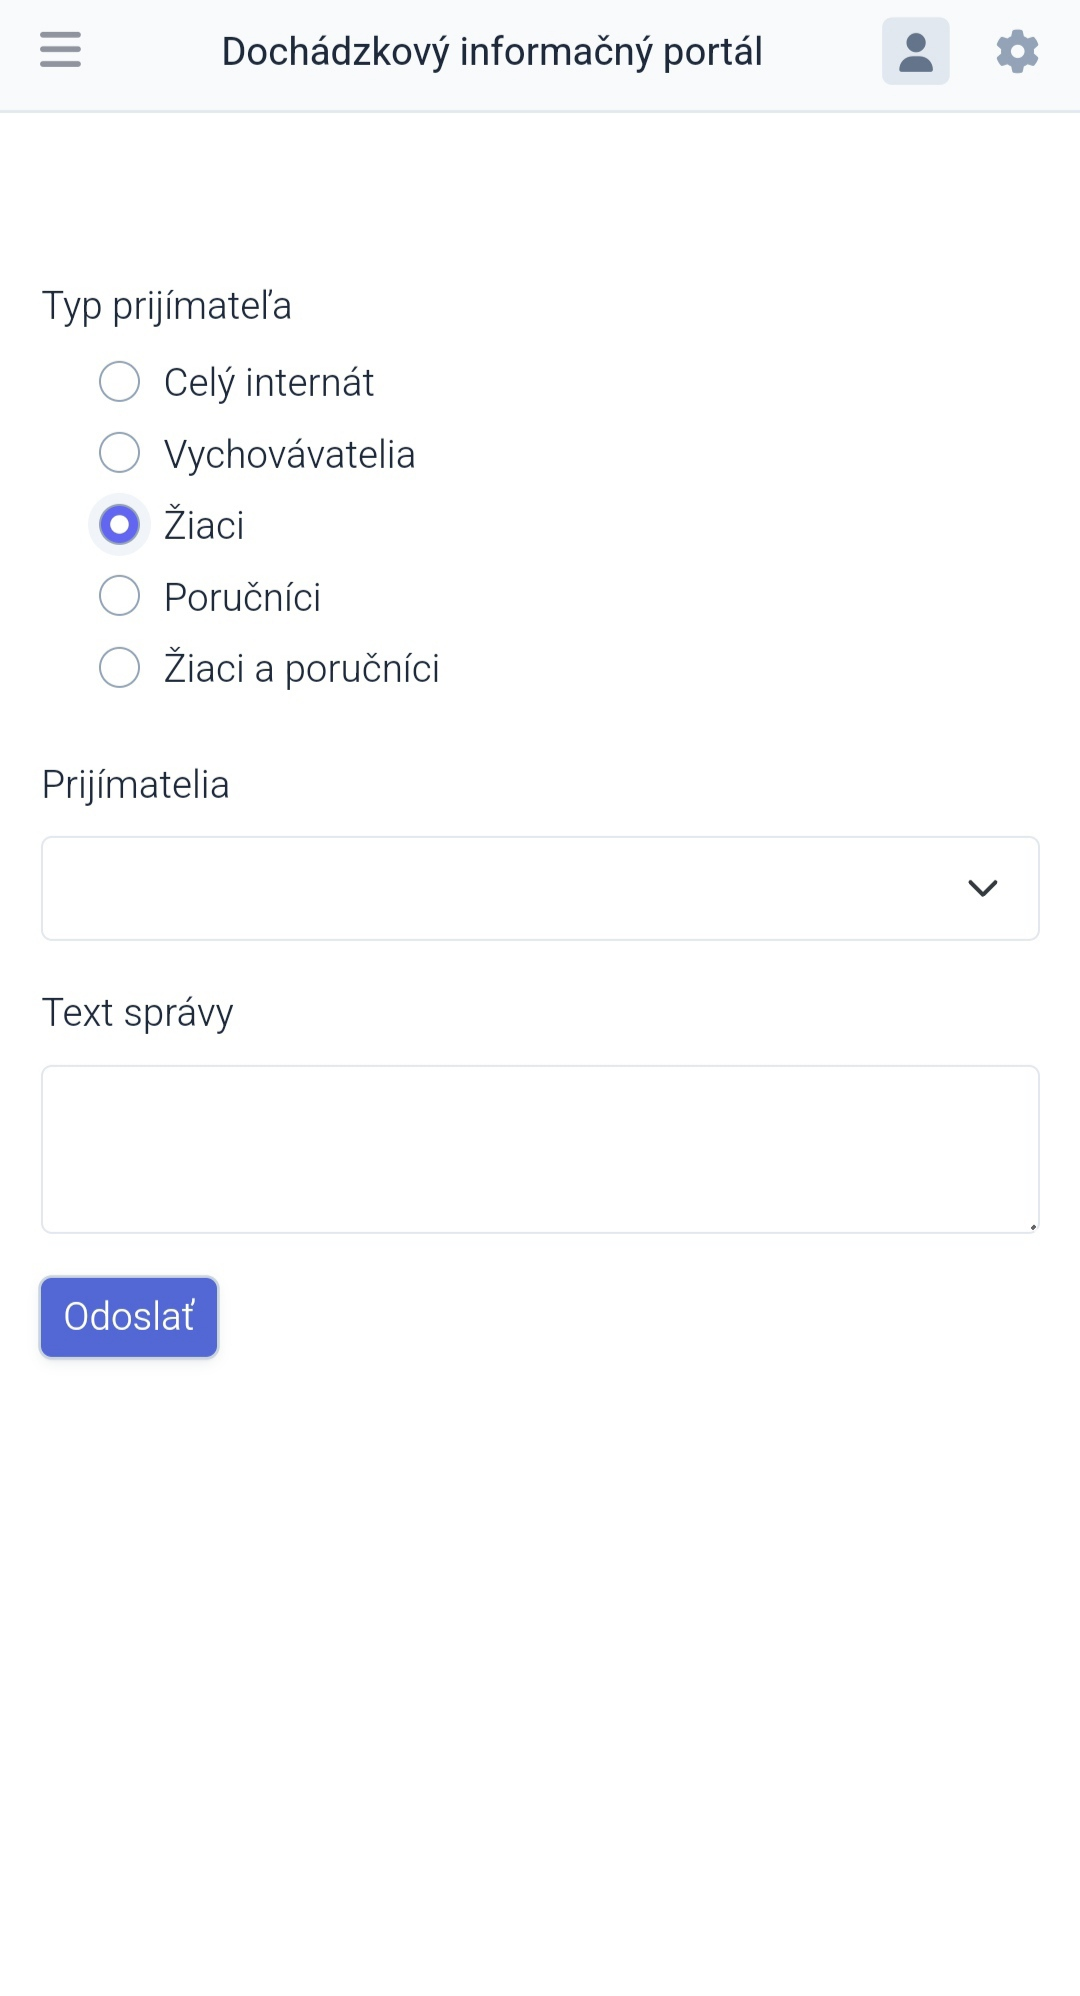 Dochádzkový informačný portál
Typ prijímateľa
Celý internát
Vychovávatelia
Žiaci
Poručníci
Žiaci a poručníci
Prijímatelia
Text správy
Odoslať